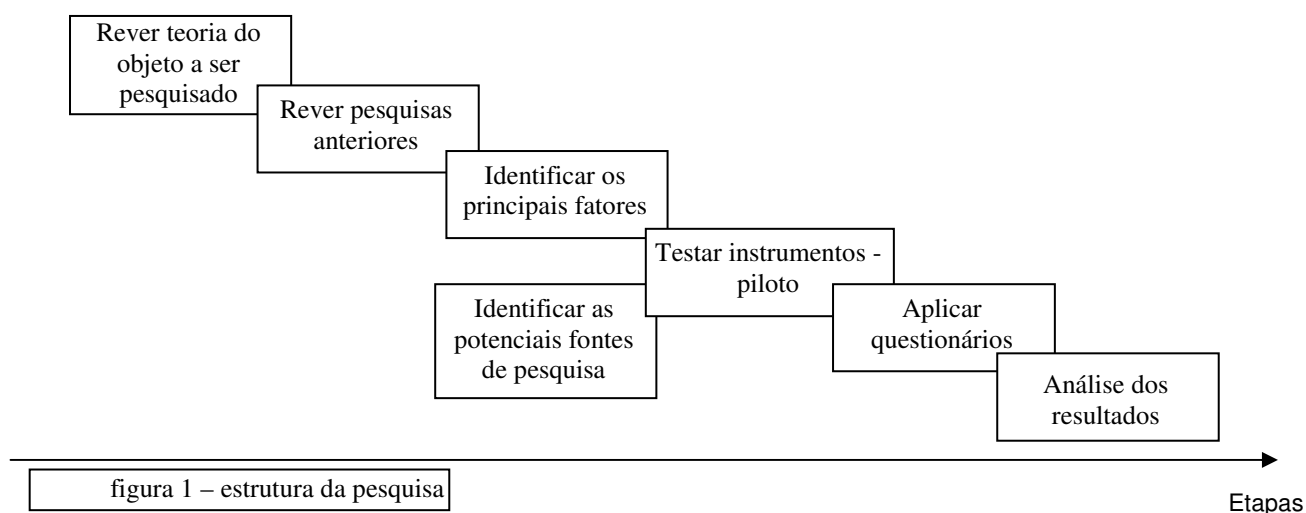 Rever teoria do
objeto a ser
pesquisado
Rever pesquisas
anteriores
Identificar os
principais fatores
Testar instrumentos -
piloto
Identificar as
potenciais fontes
de pesquisa
Aplicar
questionários
Análise dos
resultados
figura 1 – estrutura da pesquisa
Etapas